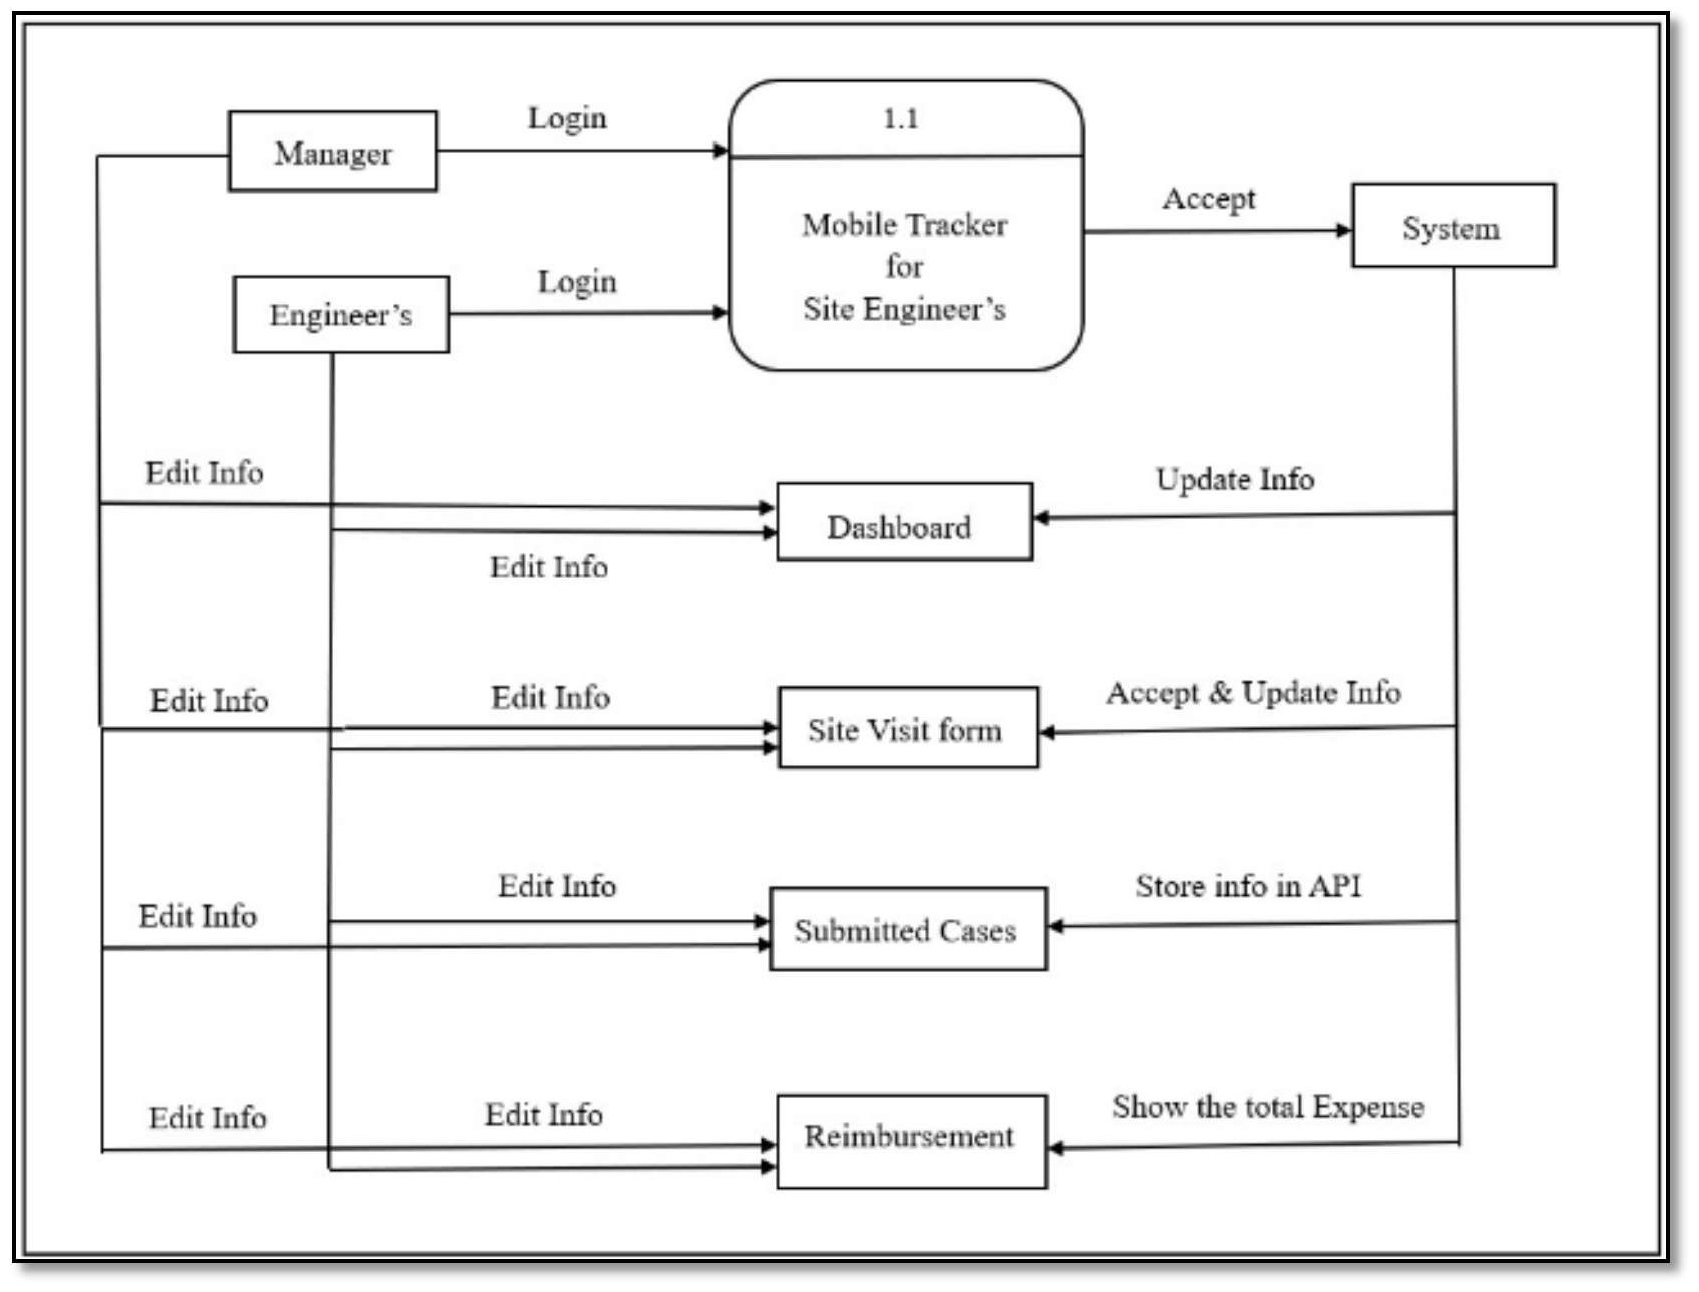 Login
1.1
Manager
Accept
System
Mobile Tracker
for
Site Engineer’s
Login
Engineer’s
Edit Info
Update Info
Dashboard
Edit Info
Edit Info
Edit Info
Accept & Update Info
Site Visit form
Edit Info
Store info in API
Edit Info
Submitted Cases
Edit Info
Edit Info
Show the total Expense
Reimbursement